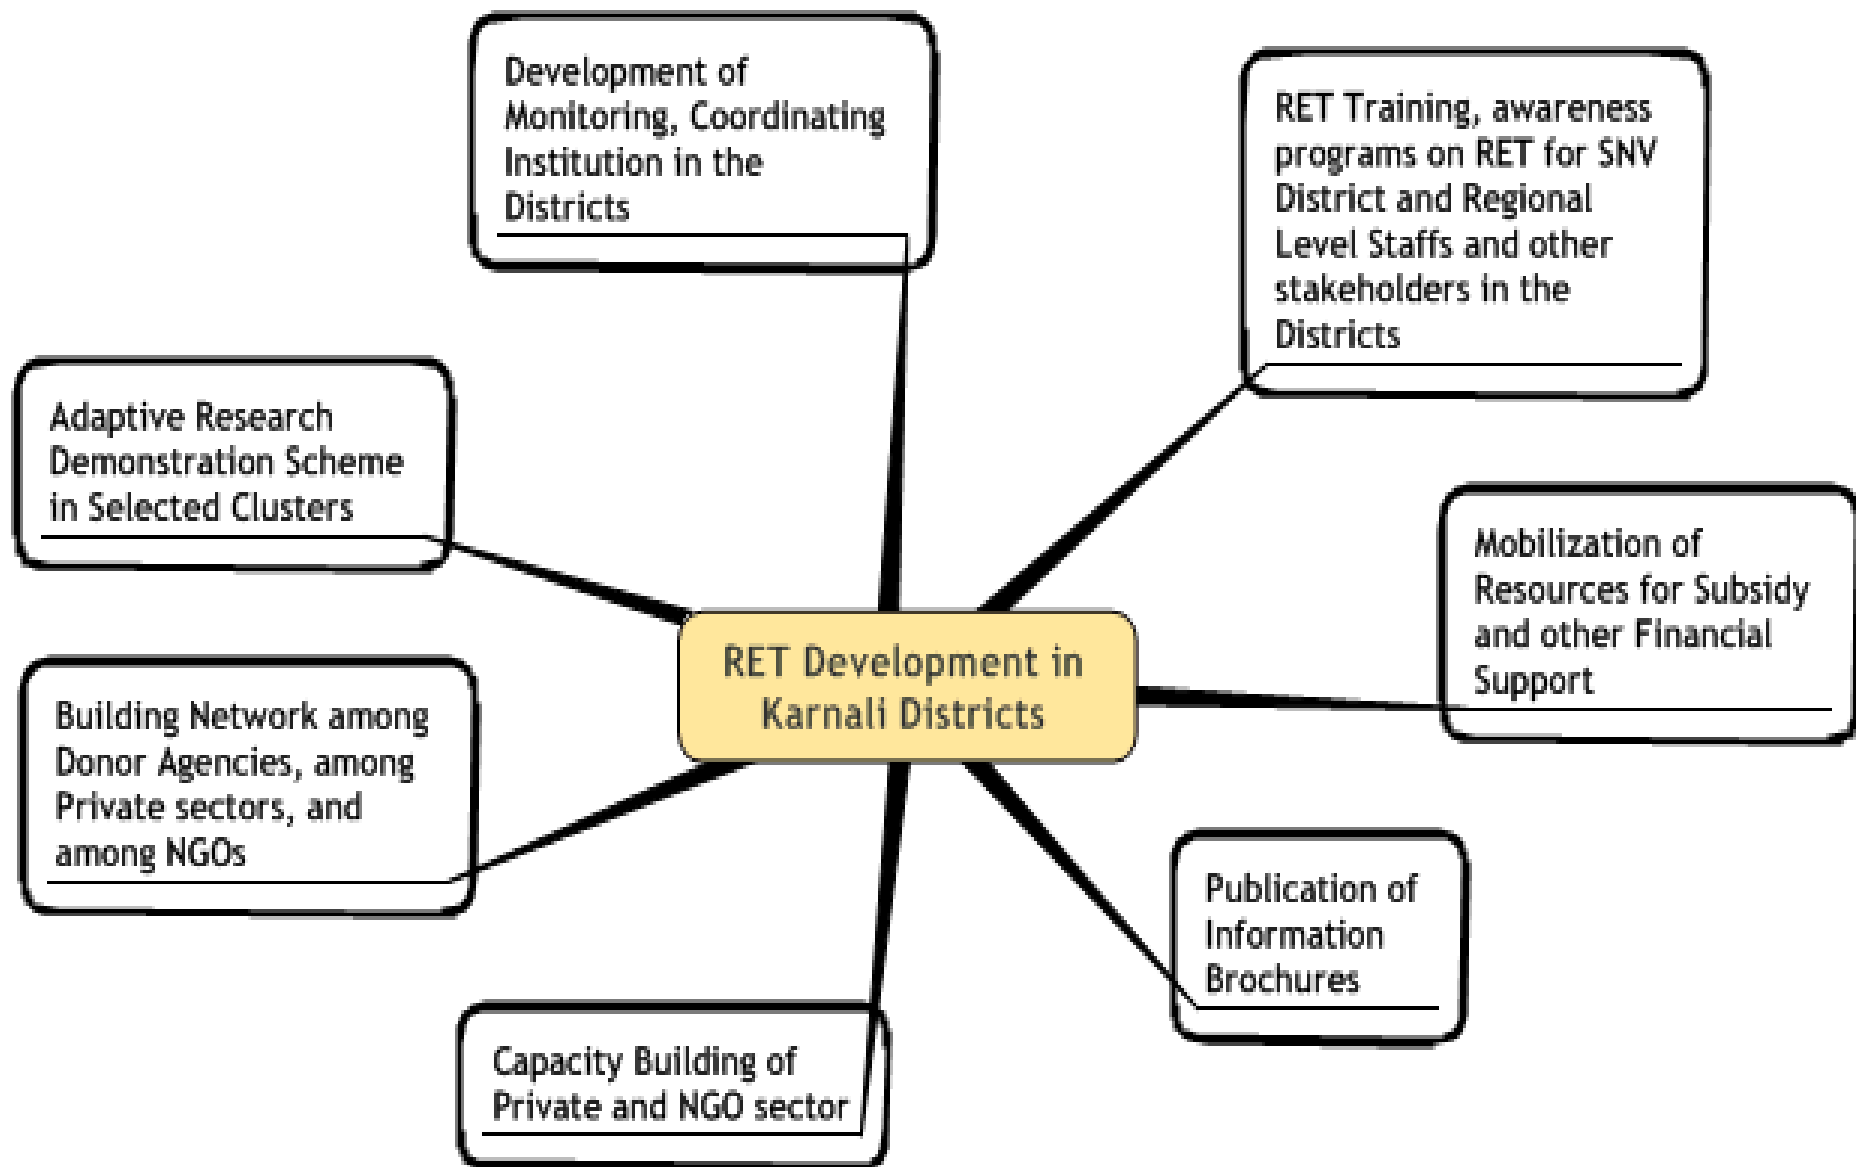 Development of
Monitoring, Coordinating
Institution in the
Districts
RET Training, awareness
programs on RET for SNV
District and Regional
Level Staffs and other
stakeholders in the
Districts
Adaptive Research
Demonstration Scheme
in Selected Clusters
Mobilization of
Resources for Subsidy
and other Financial
Support
RET Development in
Karnali Districts
Building Network among
Donor Agencies, among
Private sectors, and
among NGOs
Publication of
Information
Brochures
Capacity Building of
Private and NGO sector